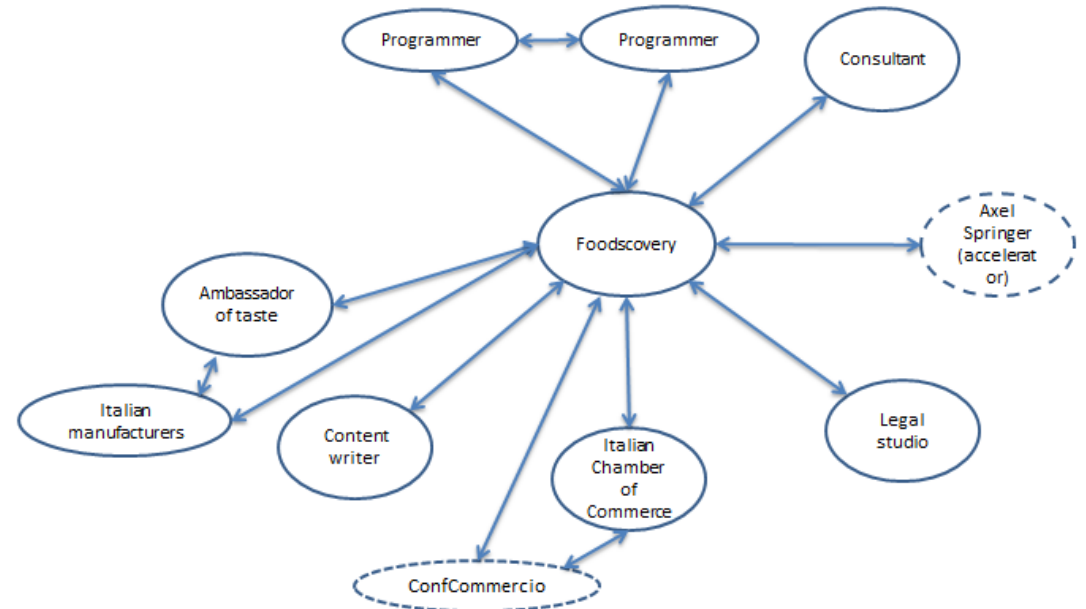 Programmer
Programmer
Consultant
Axel
Springer
(accelerat
or)
Foodscovery
Ambassador
of taste
Italian
manufacturers
Content
writer
Italian
Chamber
of
Commerce
Legal
studio
ConfCommercio